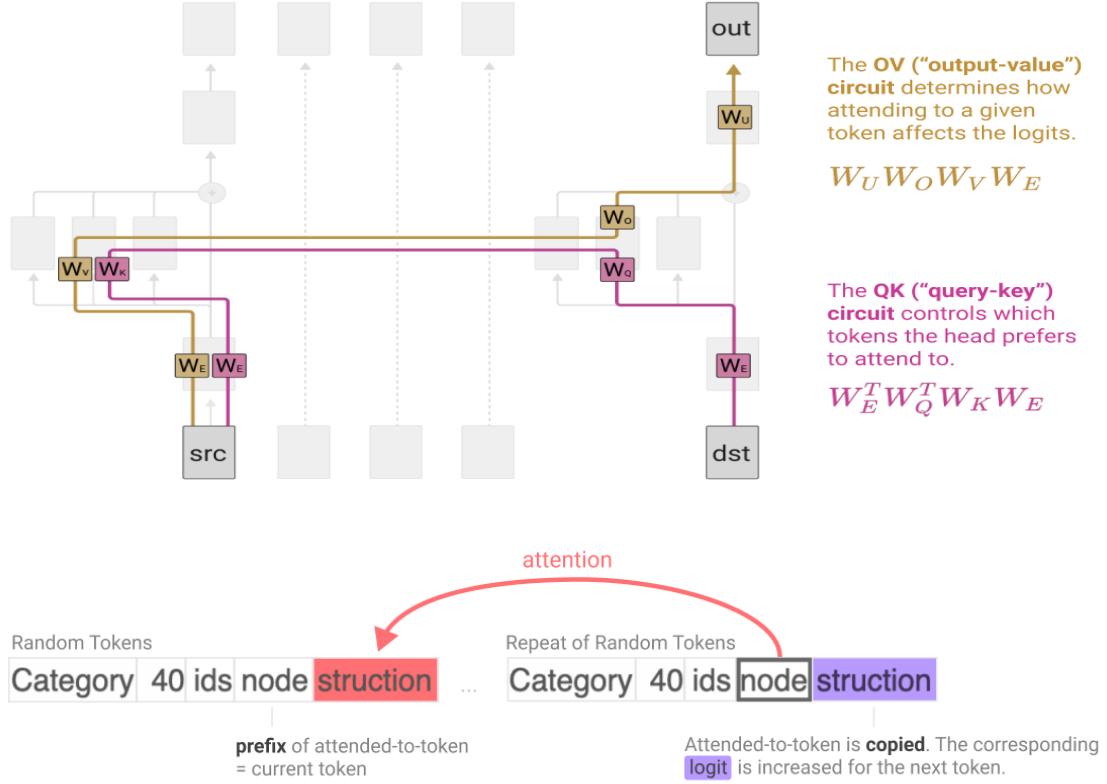 out
The OV (“output-value”)
circuit determines how
attending to a given
token affects the logits.
W_U W_O W_V W_E
W_U
W_O
W_V W_K W_Q
The QK (“query-key”)
circuit controls which
tokens the head prefers
to attend to.
W_E^T W_Q^T W_K W_E
W_E W_E W_E
src dst
attention
Random Tokens
Repeat of Random Tokens
Category 40 ids node struction ... Category 40 ids node struction
prefix of attended-to-token
= current token
Attended-to-token is copied. The corresponding
logit is increased for the next token.